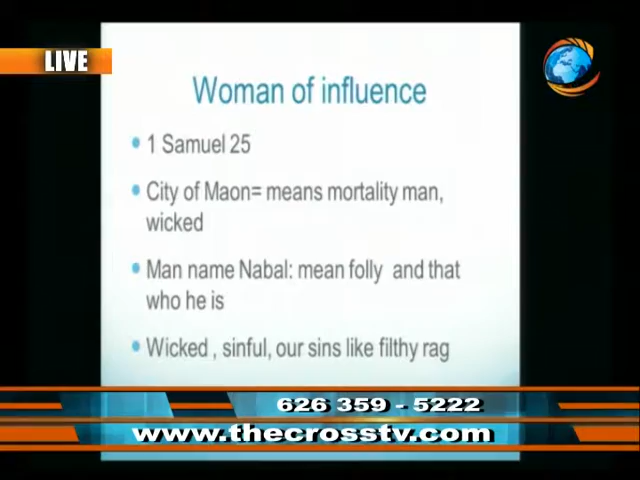 LIVE
Woman of influence
1 Samuel 25
City of Maon= means mortality man,
wicked
Man name Nabal: mean folly and that
who he is
Wicked , sinful, our sins like filthy rag
626 359 - 5222
www.thecrosstv.com